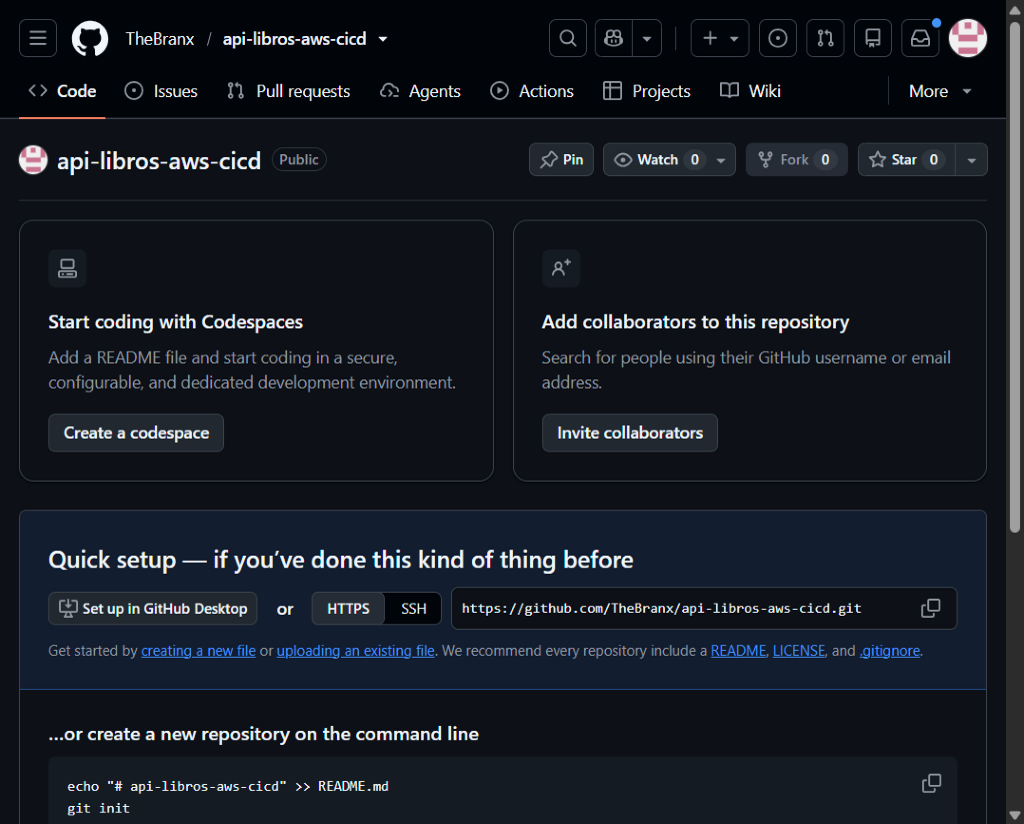 TheBranx / api-libros-aws-cicd
Code Issues Pull requests Agents Actions Projects Wiki More
api-libros-aws-cicd Public Pin Watch 0 Fork 0 Star 0
Start coding with Codespaces
Add a README file and start coding in a secure,
configurable, and dedicated development environment.
Create a codespace
Add collaborators to this repository
Search for people using their GitHub username or email
address.
Invite collaborators
Quick setup — if you’ve done this kind of thing before
Set up in GitHub Desktop or HTTPS SSH https://github.com/TheBranx/api-libros-aws-cicd.git
Get started by creating a new file or uploading an existing file. We recommend every repository include a README, LICENSE, and .gitignore.
…or create a new repository on the command line
echo "# api-libros-aws-cicd" >> README.md
git init